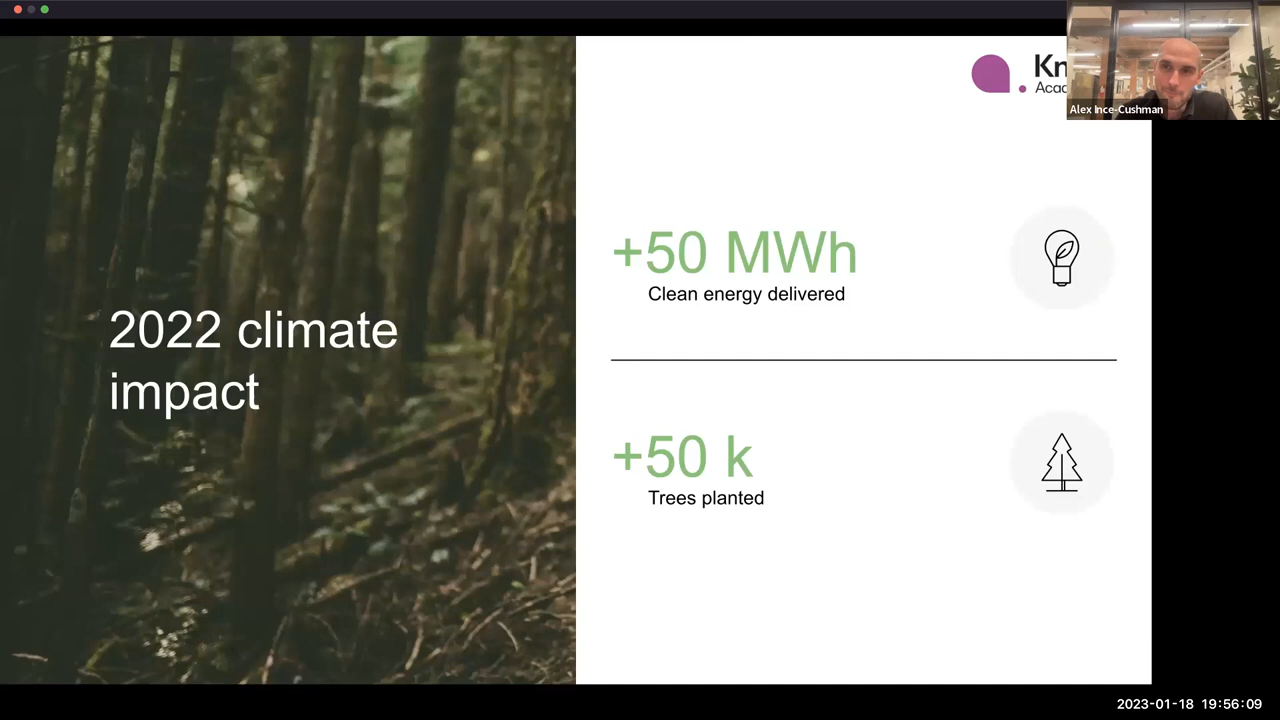 Alex Ince-Cushman
2022 climate
impact
+50 MWh
Clean energy delivered
+50 k
Trees planted
2023-01-18 19:56:09